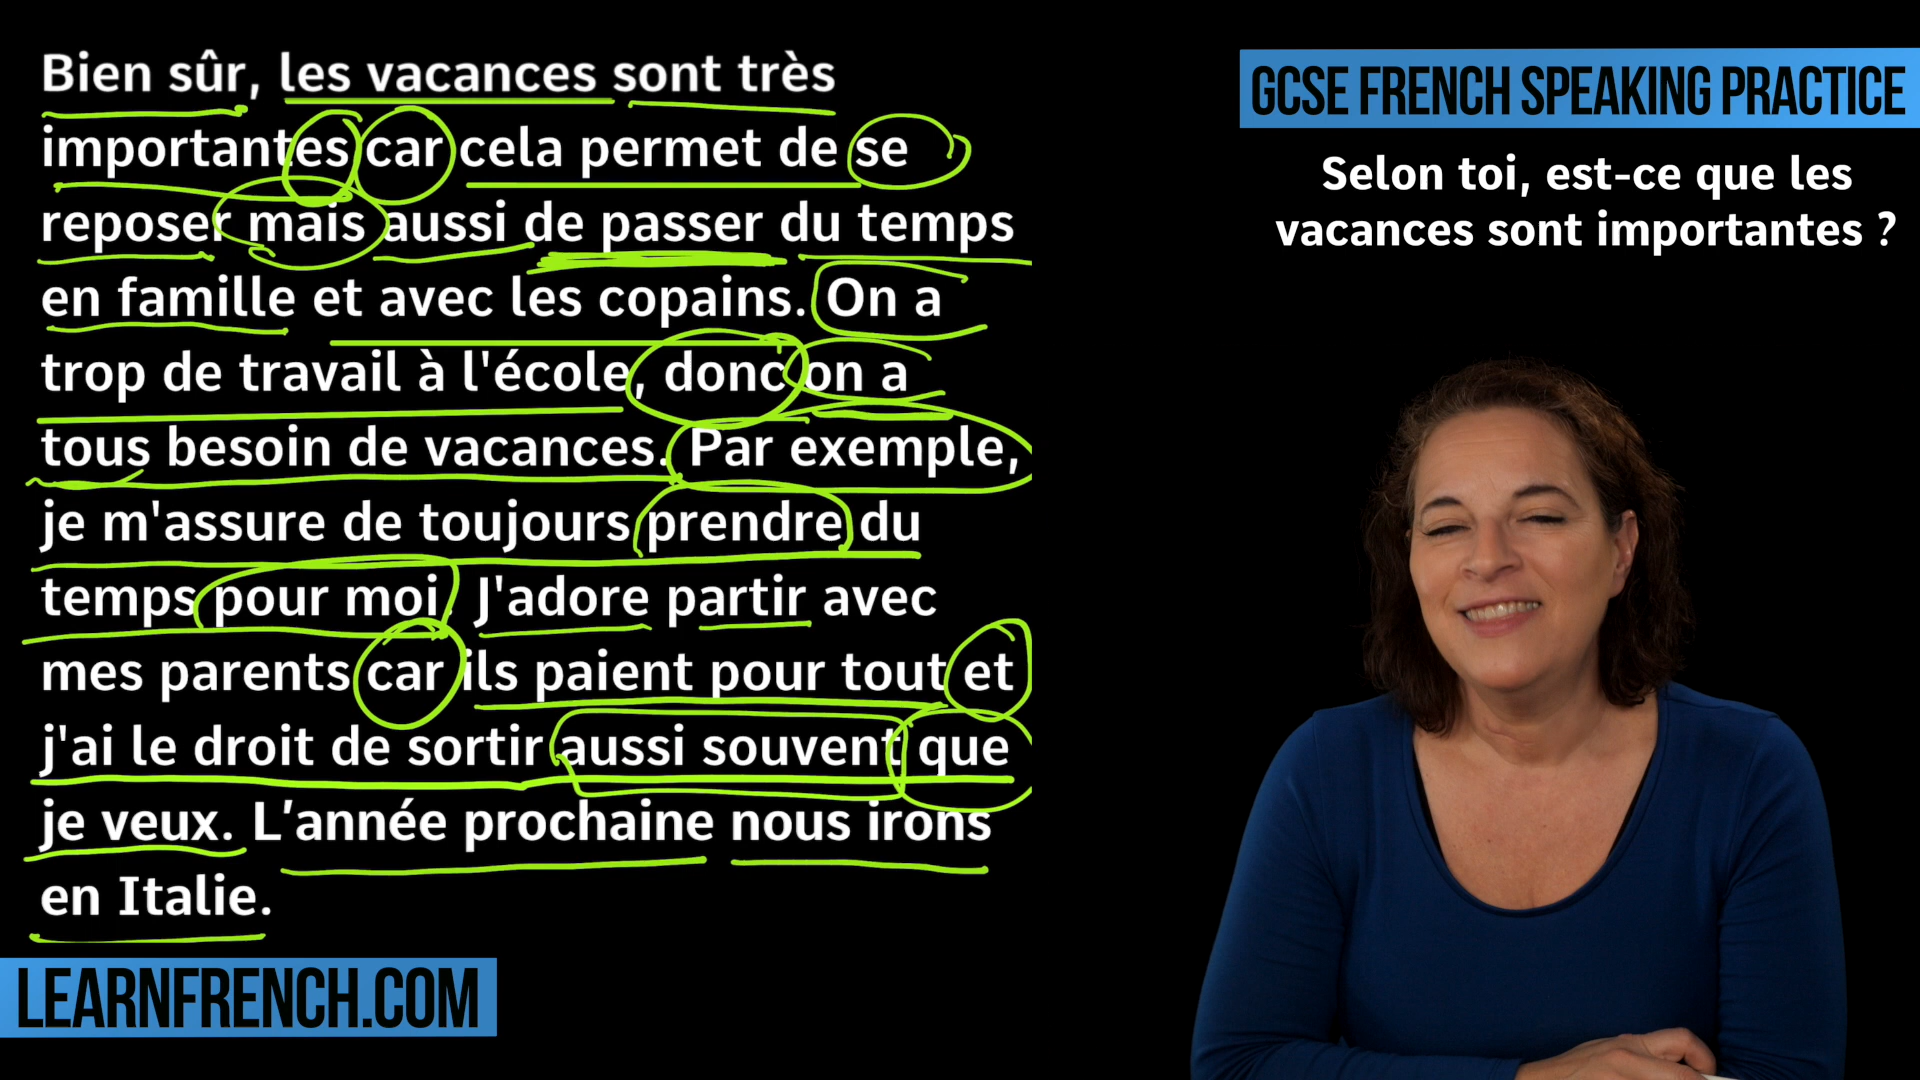 Bien sûr, les vacances sont très
importantes car cela permet de se
reposer mais aussi de passer du temps
en famille et avec les copains. On a
trop de travail à l'école, donc on a
tous besoin de vacances. Par exemple,
je m'assure de toujours prendre du
temps pour moi. J'adore partir avec
mes parents car ils paient pour tout et
j'ai le droit de sortir aussi souvent que
je veux. L’année prochaine nous irons
en Italie.
LEARNFRENCH.COM
GCSE FRENCH SPEAKING PRACTICE
Selon toi, est-ce que les
vacances sont importantes ?